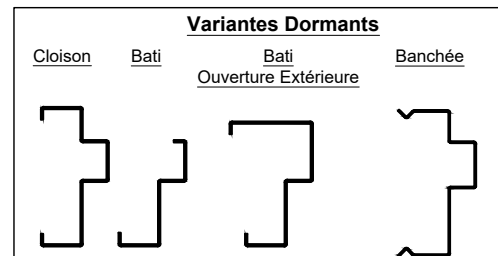 Variantes Dormants
Cloison Bati Bati Banchée
Ouverture Extérieure